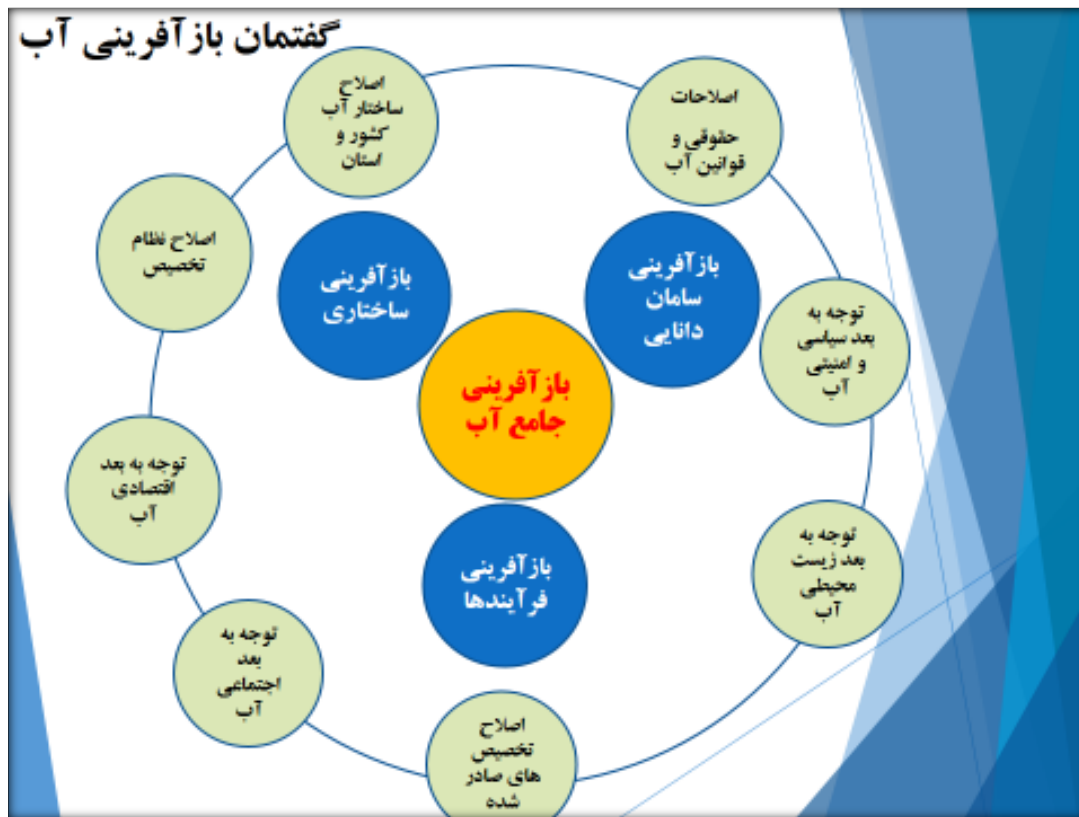 گفتمان بازآفرینی آب
اصلاحات
حقوقی و
قوانین آب
اصلاح
ساختار آب
کشور و
استان
بازآفرینی
سامان
دانایی
بازآفرینی
ساختاری
اصلاح نظام
تخصیص
توجه به
بعد سیاسی
و امنیتی
آب
بازآفرینی
جامع آب
توجه به بعد
اقتصادی
آب
توجه به
بعد زیست
محیطی
آب
بازآفرینی
فرآیندها
توجه به
بعد
اجتماعی
آب
اصلاح
تخصیص
های صادر
شده